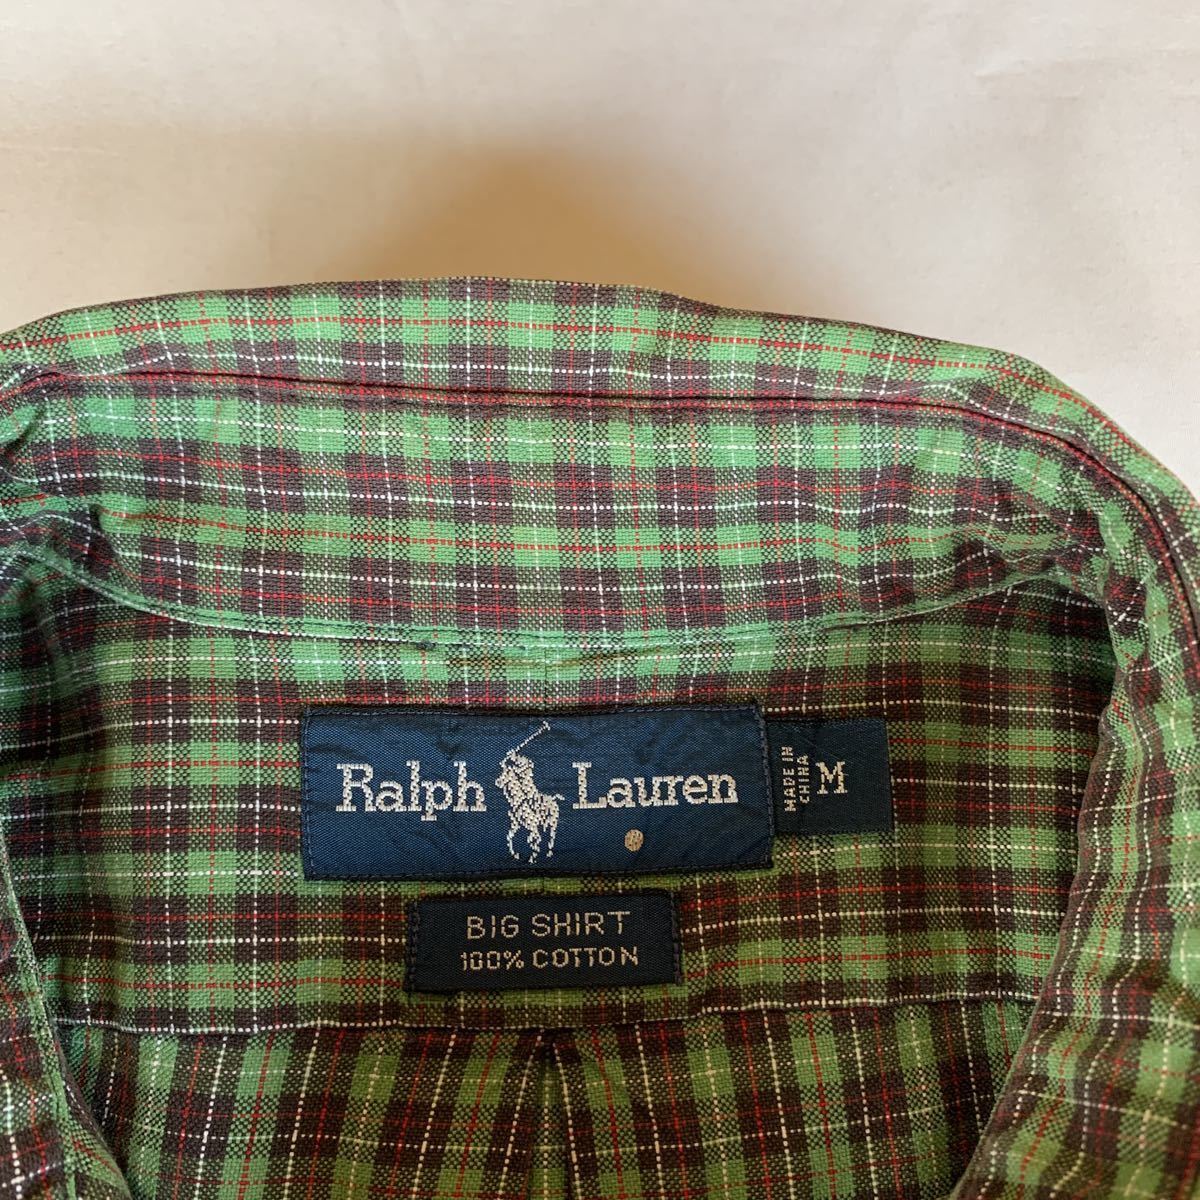 Ralph Lauren
MADE IN
CHINA
M
BIG SHIRT
100% COTTON